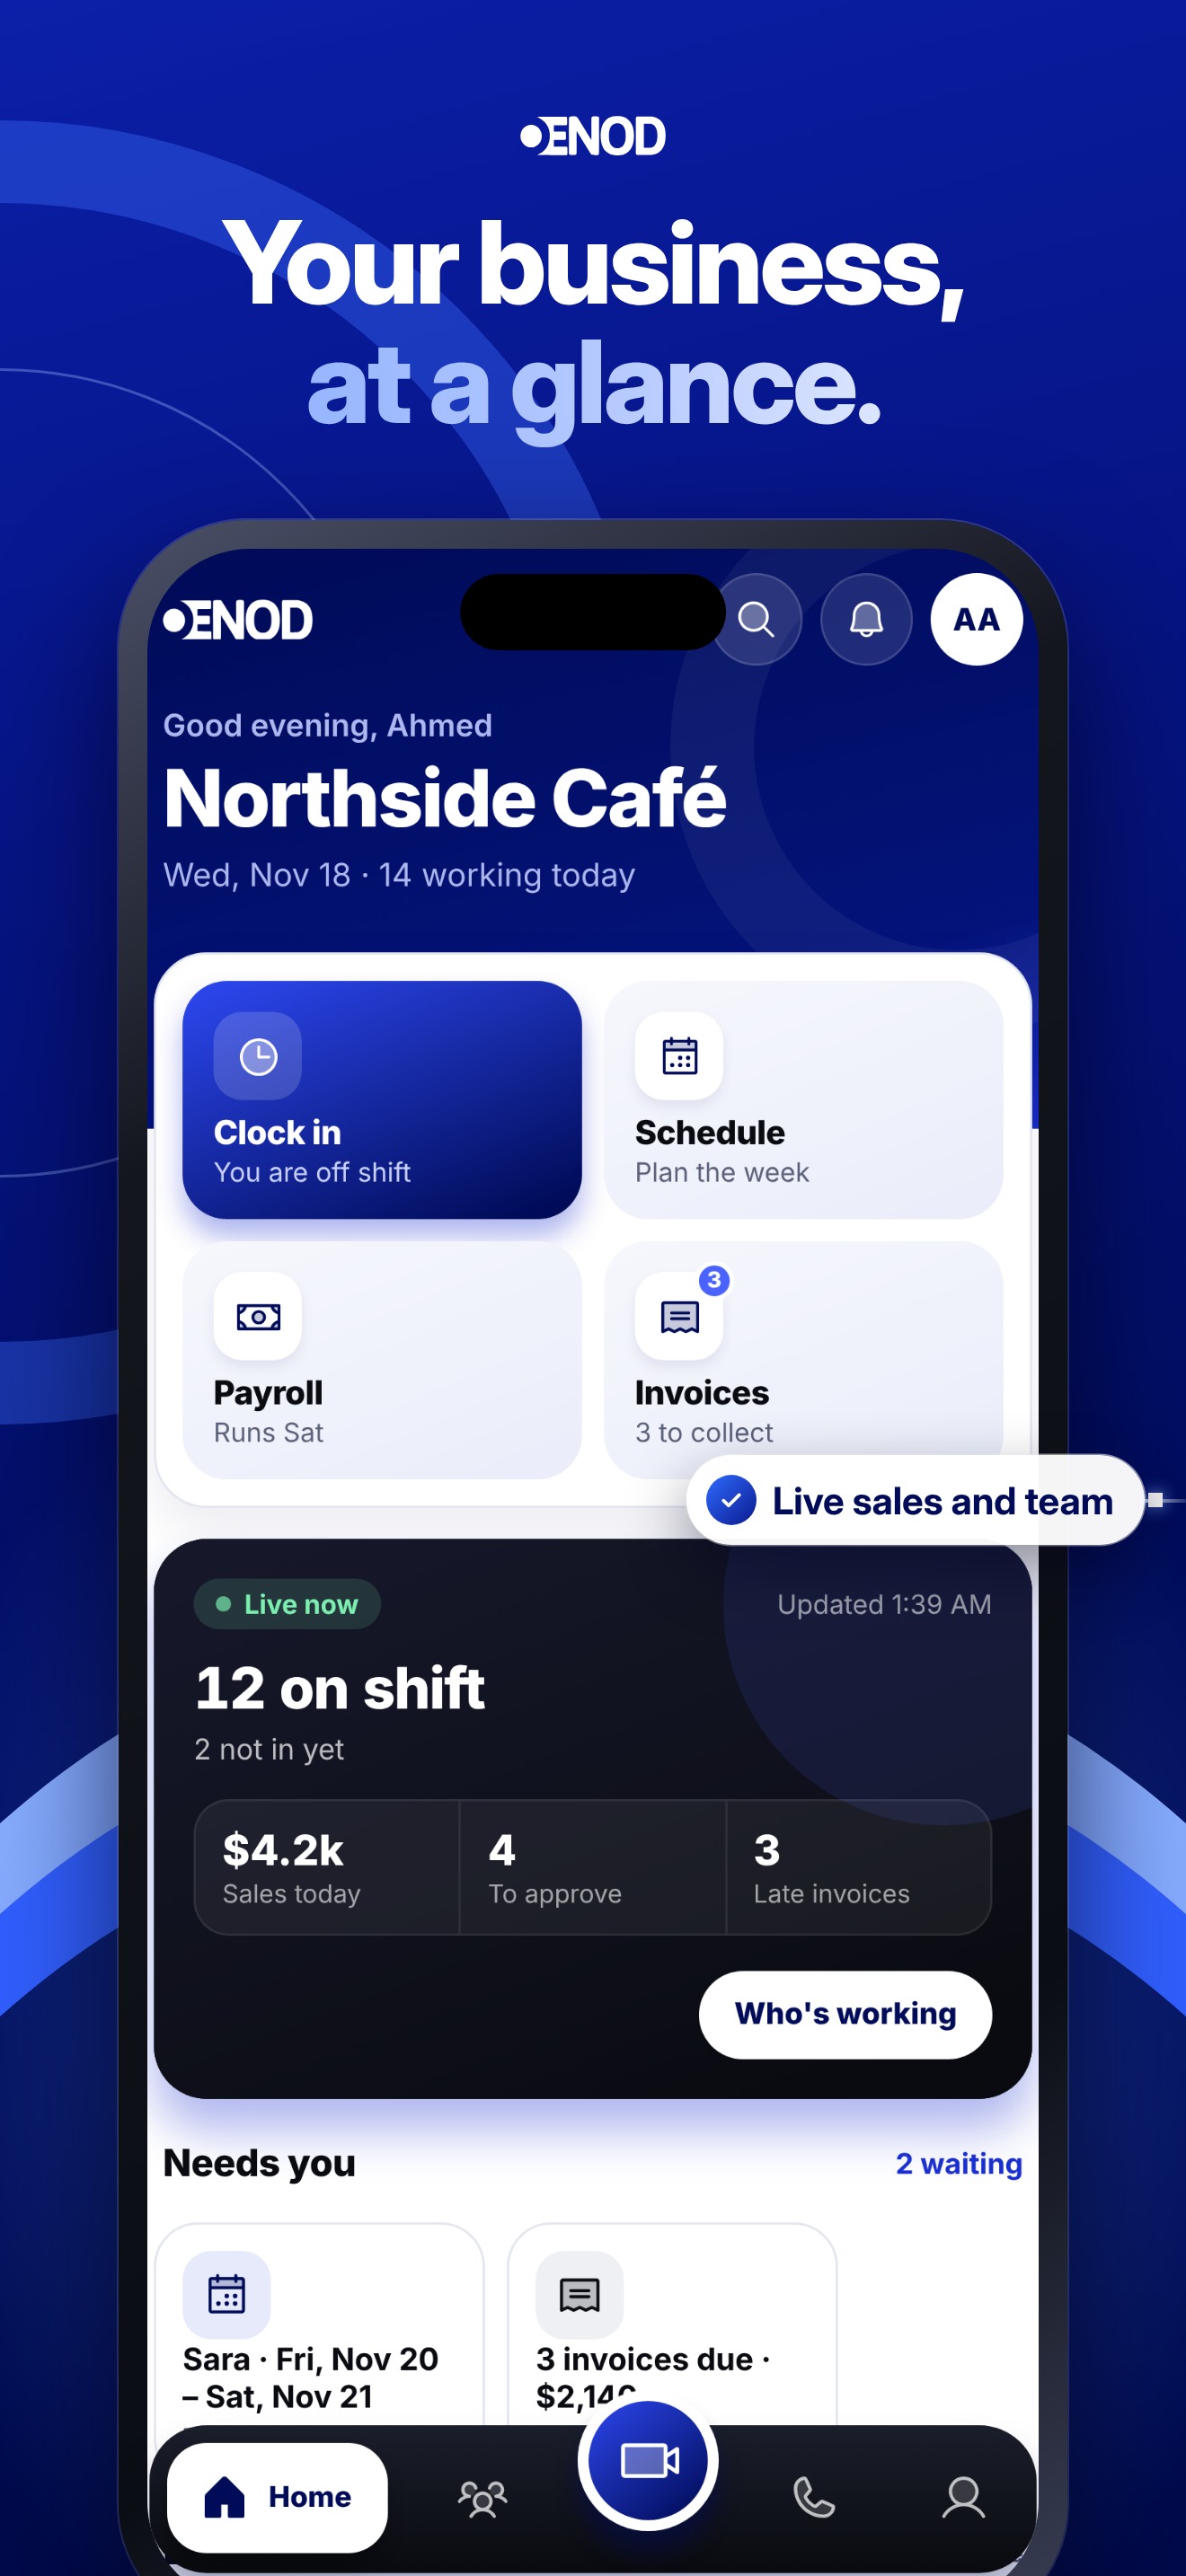 ENOD
Your business,
at a glance.
ENOD
AA
Good evening, Ahmed
Northside Café
Wed, Nov 18 · 14 working today
Clock in
You are off shift
Schedule
Plan the week
Payroll
Runs Sat
3
Invoices
3 to collect
Live sales and team
Live now
Updated 1:39 AM
12 on shift
2 not in yet
$4.2k
Sales today
4
To approve
3
Late invoices
Who's working
Needs you
2 waiting
Sara · Fri, Nov 20
– Sat, Nov 21
3 invoices due ·
Home